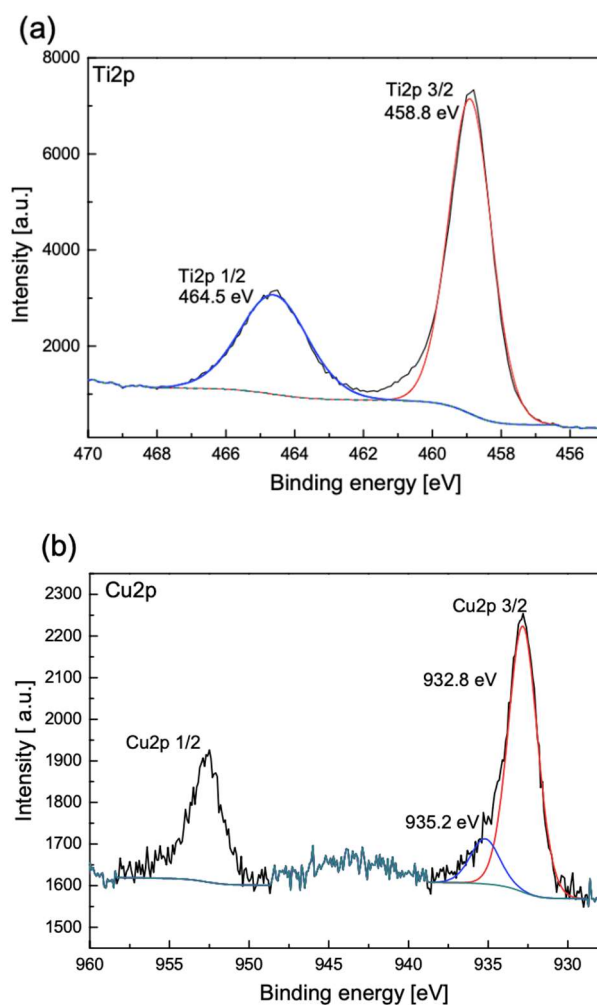 (a)
Ti2p
Ti2p 3/2
458.8 eV
Ti2p 1/2
464.5 eV
8000
6000
4000
2000
Intensity [a.u.]
470 468 466 464 462 460 458 456
Binding energy [eV]
(b)
Cu2p
Cu2p 3/2
932.8 eV
Cu2p 1/2
935.2 eV
2300
2200
2100
2000
1900
1800
1700
1600
1500
Intensity [ a.u.]
960 955 950 945 940 935 930
Binding energy [eV]